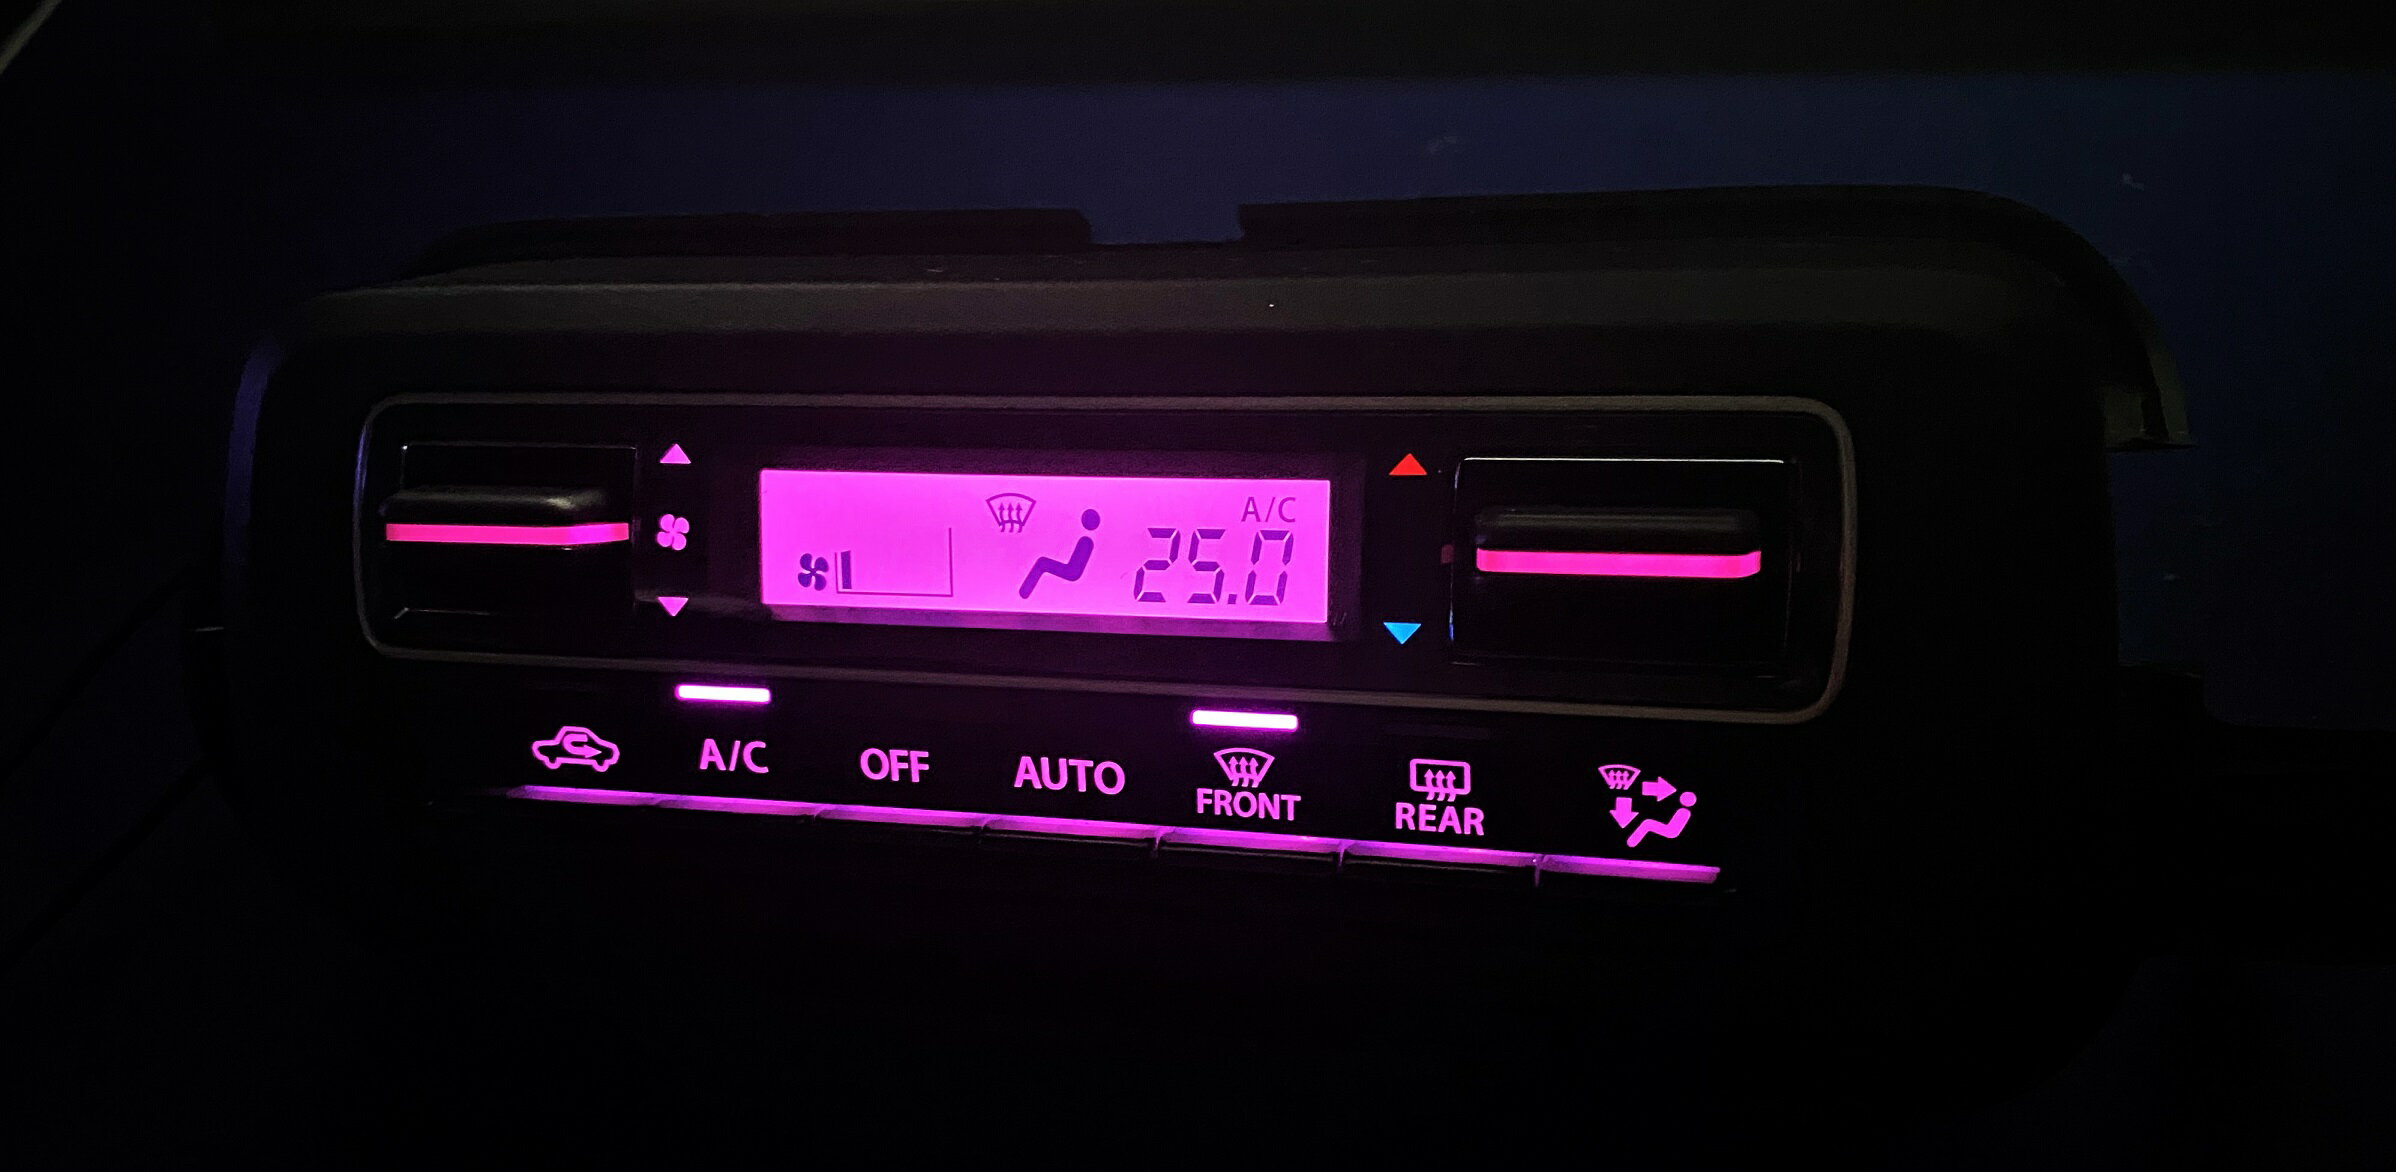 A/C
25.0
A/C OFF AUTO FRONT REAR